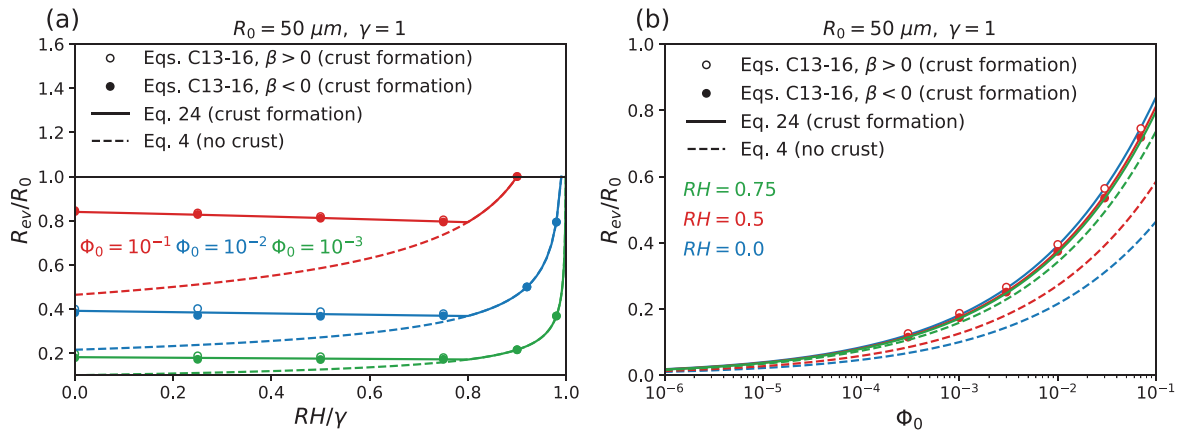 (a)
R₀ = 50 μm, γ = 1
Eqs. C13-16, β > 0 (crust formation)
Eqs. C13-16, β < 0 (crust formation)
Eq. 24 (crust formation)
Eq. 4 (no crust)
Φ₀ = 10⁻¹ Φ₀ = 10⁻² Φ₀ = 10⁻³
R_ev/R₀
1.6
1.4
1.2
1.0
0.8
0.6
0.4
0.2
0.0 0.2 0.4 0.6 0.8 1.0
RH/γ
(b)
R₀ = 50 μm, γ = 1
Eqs. C13-16, β > 0 (crust formation)
Eqs. C13-16, β < 0 (crust formation)
Eq. 24 (crust formation)
Eq. 4 (no crust)
RH = 0.75
RH = 0.5
RH = 0.0
R_ev/R₀
1.0
0.8
0.6
0.4
0.2
0.0
10⁻⁶ 10⁻⁵ 10⁻⁴ 10⁻³ 10⁻² 10⁻¹
Φ₀